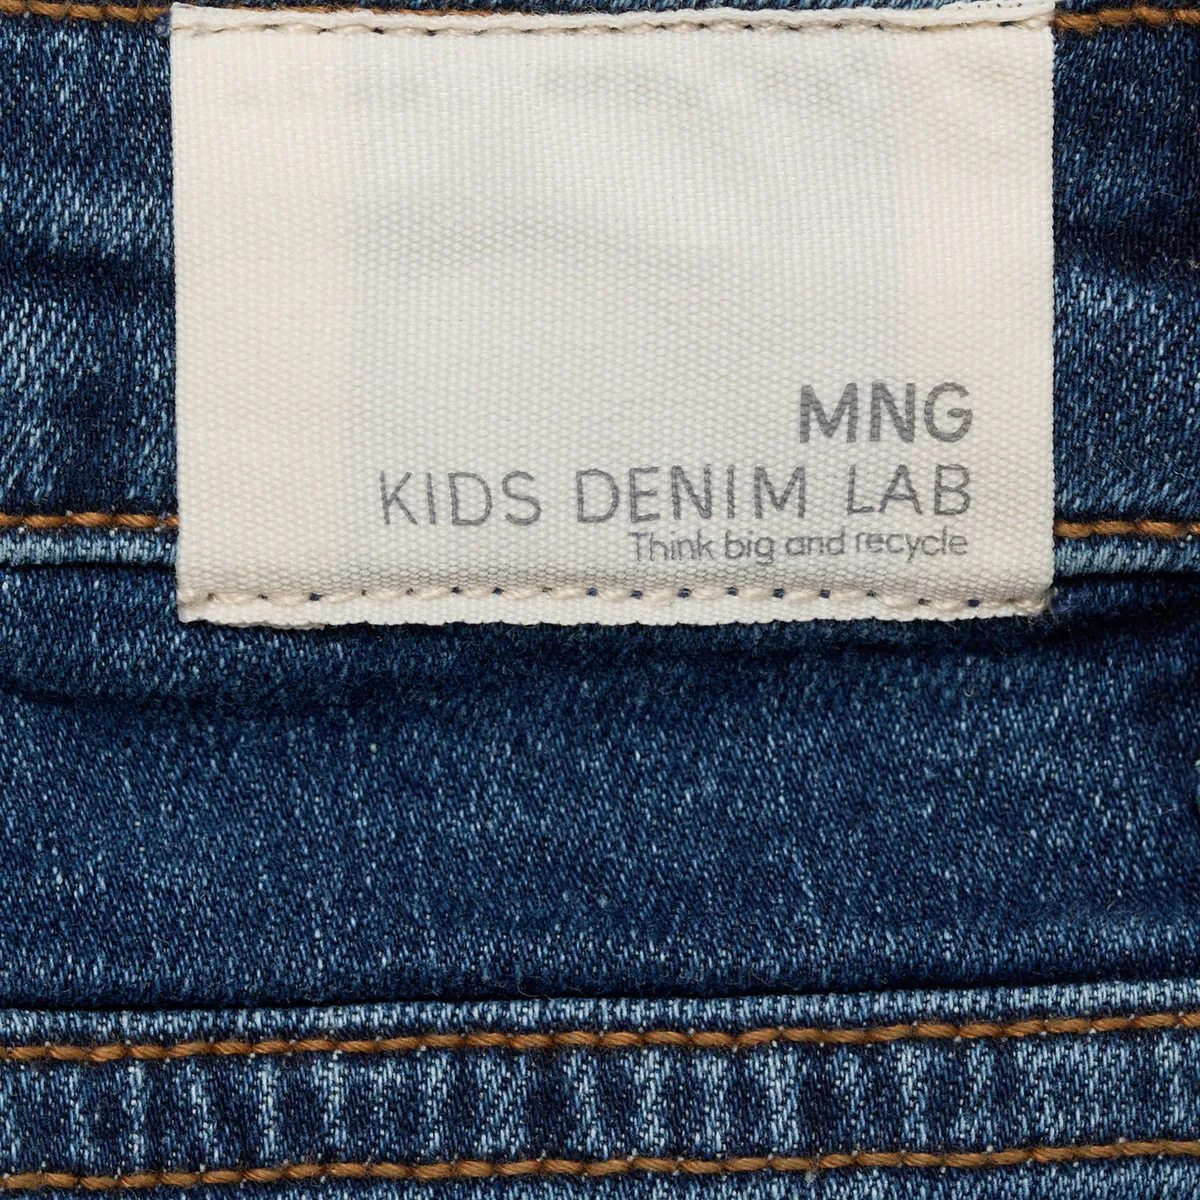 MNG
KIDS DENIM LAB
Think big and recycle